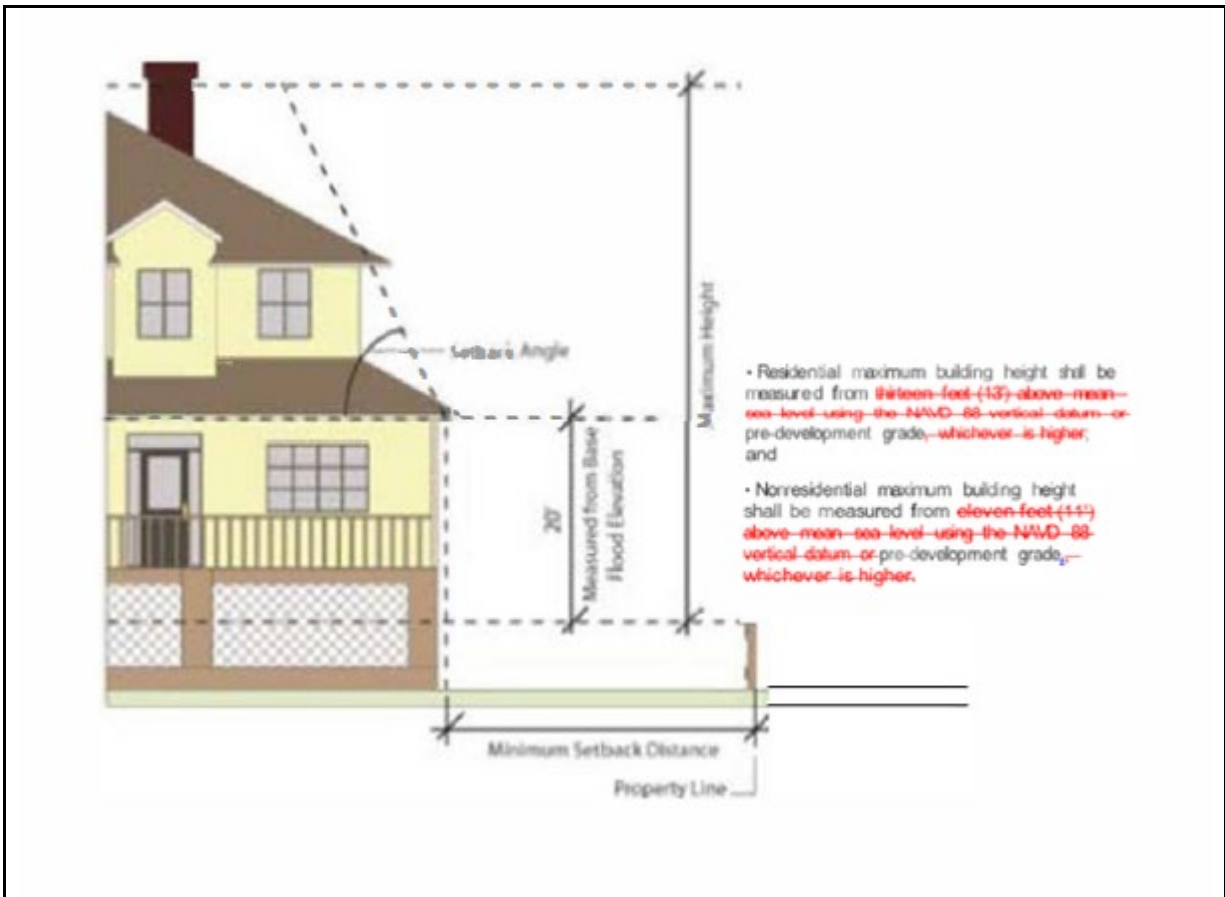 Setback Angle
Maximum Height
20'
Measured from Base
Flood Elevation
• Residential maximum building height shall be
measured from thirteen feet (13') above mean
sea level using the NAVD 88 vertical datum or
pre-development grade, whichever is higher;
and
• Nonresidential maximum building height
shall be measured from eleven feet (11')
above mean sea level using the NAVD 88
vertical datum or pre-development grade.,
whichever is higher.
Minimum Setback Distance
Property Line